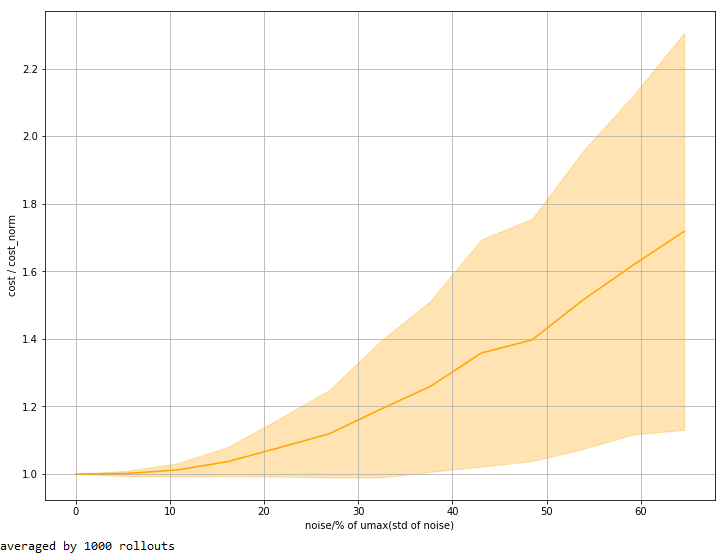 2.2
2.0
1.8
1.6
1.4
1.2
1.0
cost / cost_norm
0 10 20 30 40 50 60
noise/% of umax(std of noise)
averaged by 1000 rollouts